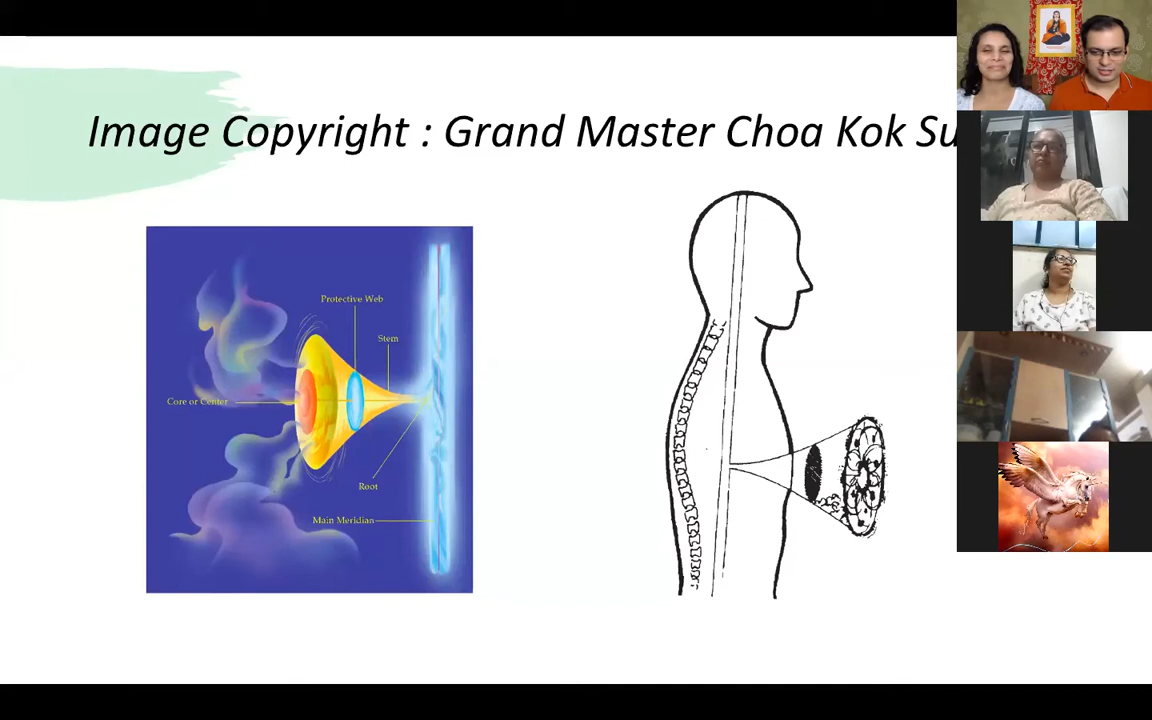 Image Copyright : Grand Master Choa Kok Su
Protective Web
Stem
Core or Center
Root
Main Meridian